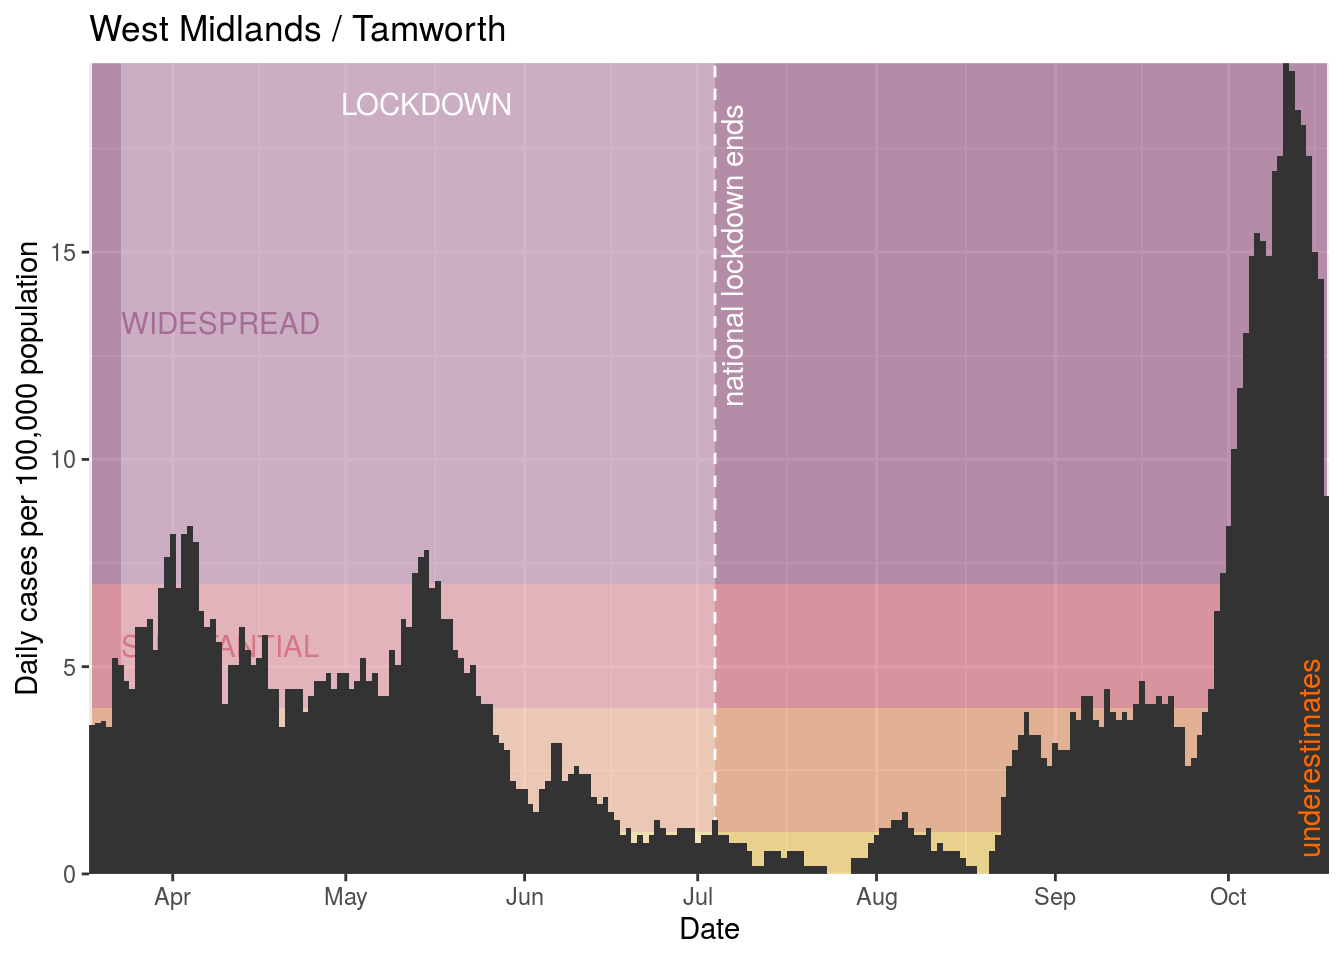 West Midlands / Tamworth
LOCKDOWN
national lockdown ends
WIDESPREAD
SUBSTANTIAL
underestimates
Daily cases per 100,000 population
15
10
5
0
Apr May Jun Jul Aug Sep Oct
Date